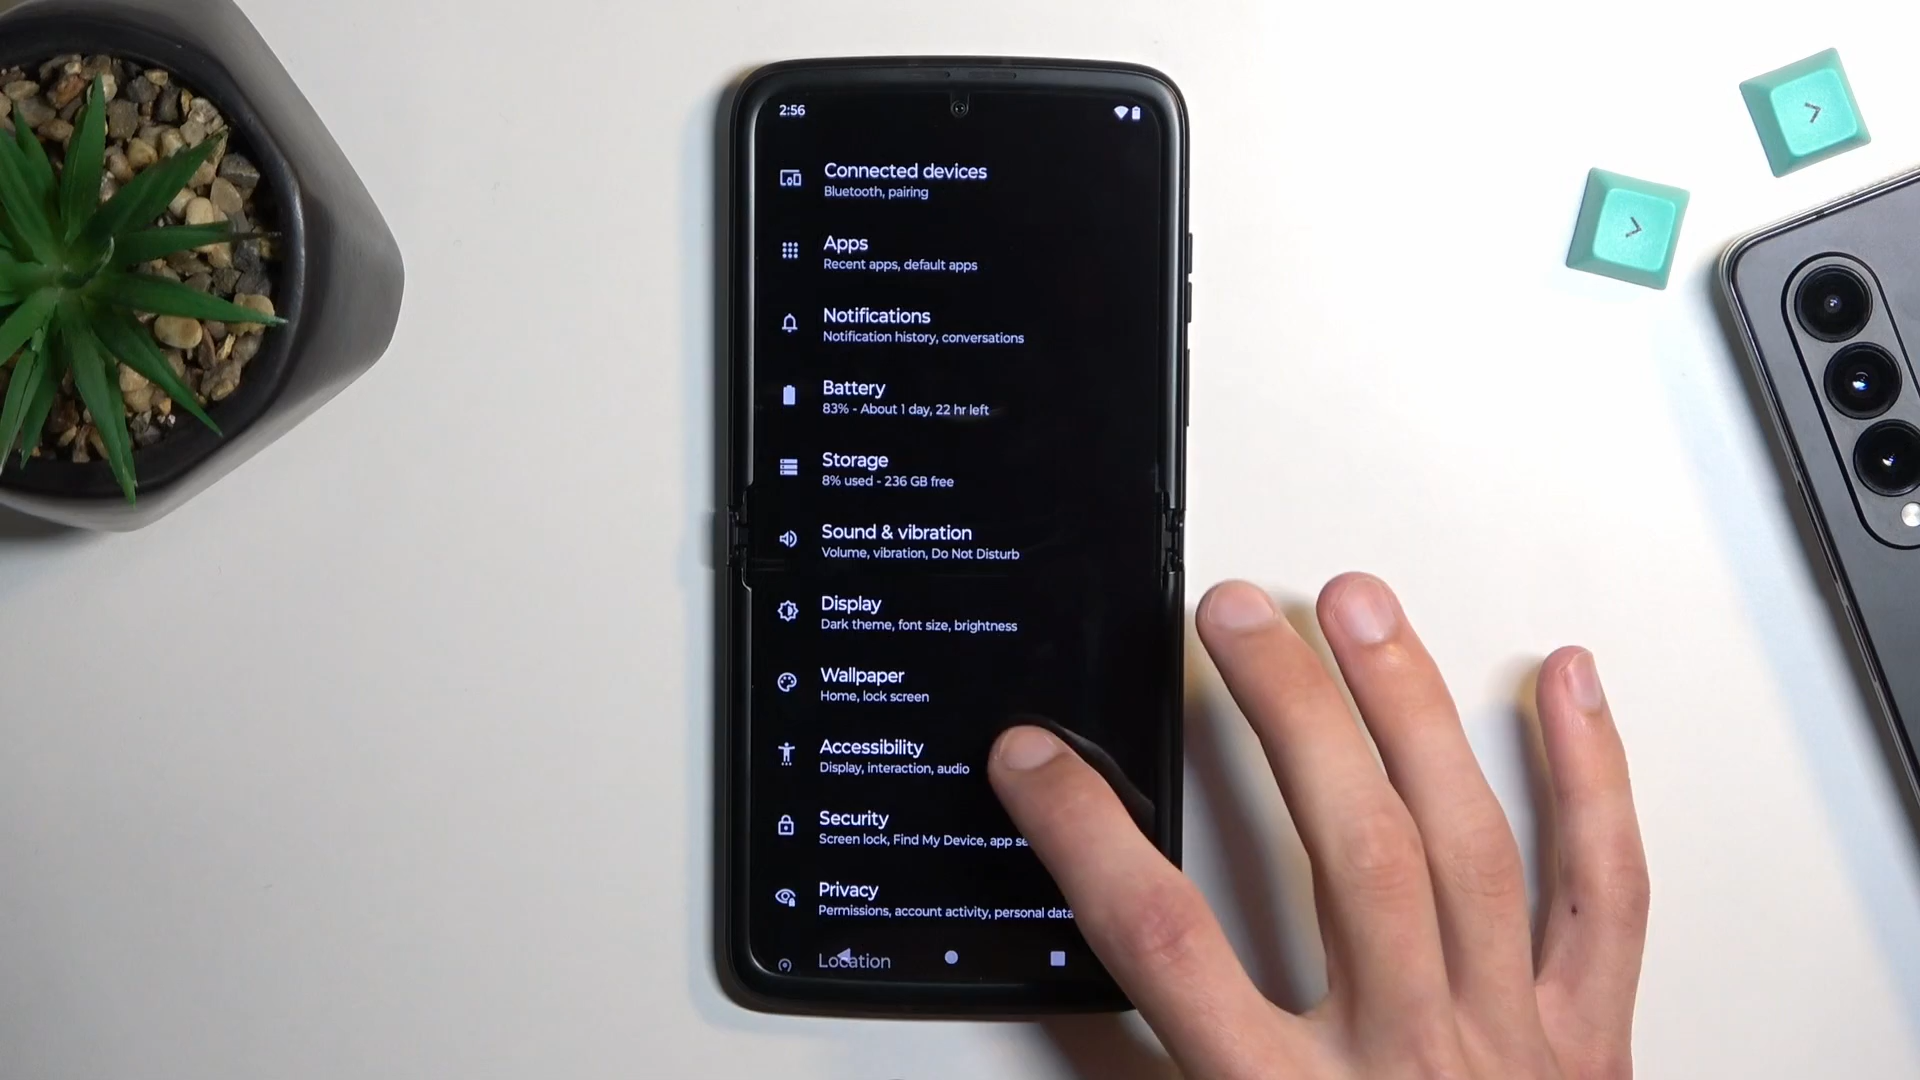 2:56
Connected devices
Bluetooth, pairing
Apps
Recent apps, default apps
Notifications
Notification history, conversations
Battery
83% - About 1 day, 22 hr left
Storage
8% used - 236 GB free
Sound & vibration
Volume, vibration, Do Not Disturb
Display
Dark theme, font size, brightness
Wallpaper
Home, lock screen
Accessibility
Display, interaction, audio
Security
Screen lock, Find My Device, app se
Privacy
Permissions, account activity, personal data
Location